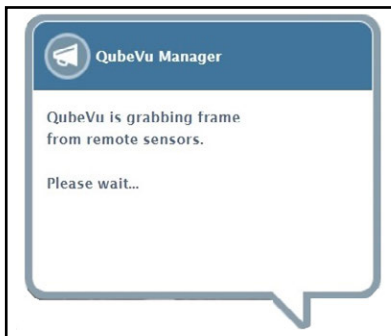 QubeVu Manager
QubeVu is grabbing frame
from remote sensors.
Please wait...